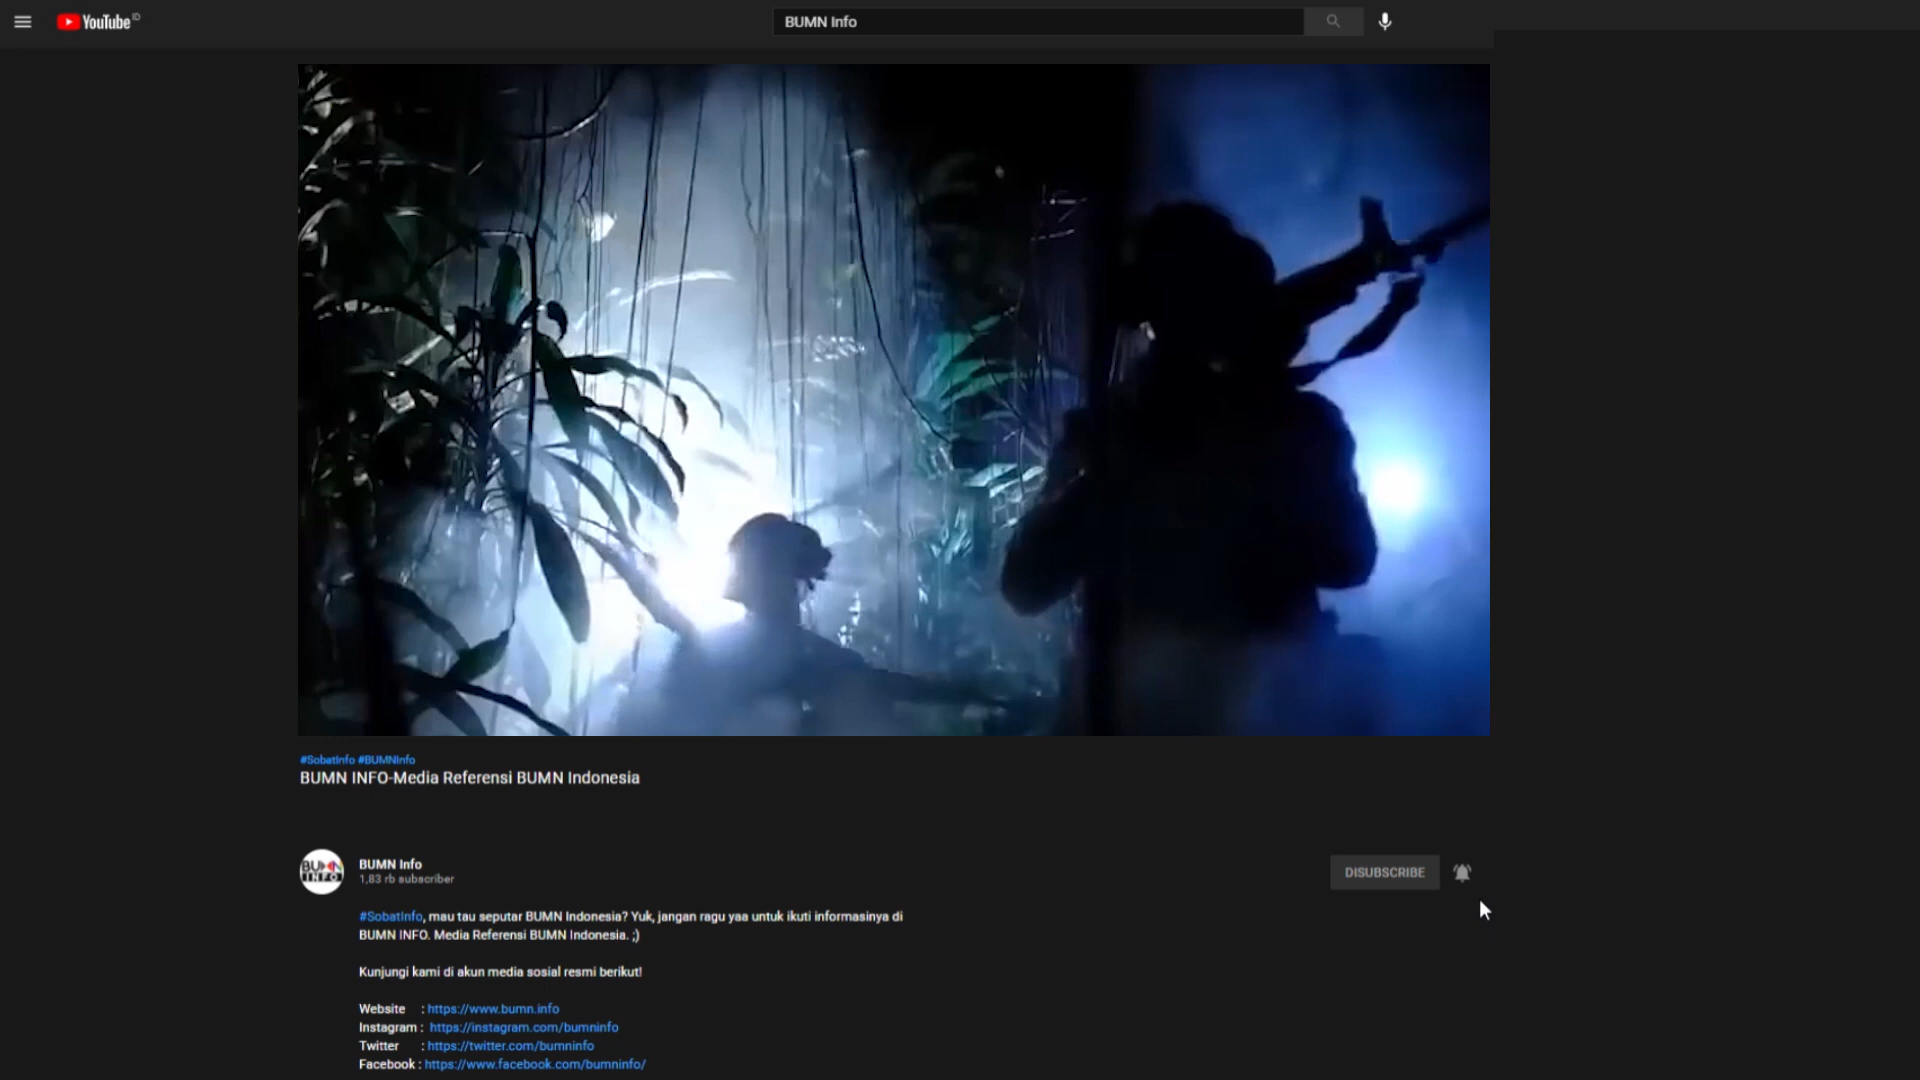 YouTube ID
BUMN Info
#SobatInfo #BUMNInfo
BUMN INFO-Media Referensi BUMN Indonesia
BUMN INFO
BUMN Info
1,83 rb subscriber
DISUBSCRIBE
#SobatInfo, mau tau seputar BUMN Indonesia? Yuk, jangan ragu yaa untuk ikuti informasinya di
BUMN INFO. Media Referensi BUMN Indonesia. ;)
Kunjungi kami di akun media sosial resmi berikut!
Website : https://www.bumn.info
Instagram : https://instagram.com/bumninfo
Twitter : https://twitter.com/bumninfo
Facebook : https://www.facebook.com/bumninfo/